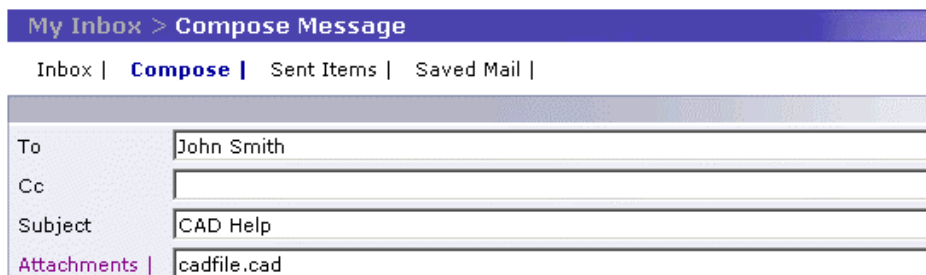 My Inbox > Compose Message
Inbox | Compose | Sent Items | Saved Mail |
To John Smith
Cc
Subject CAD Help
Attachments | cadfile.cad